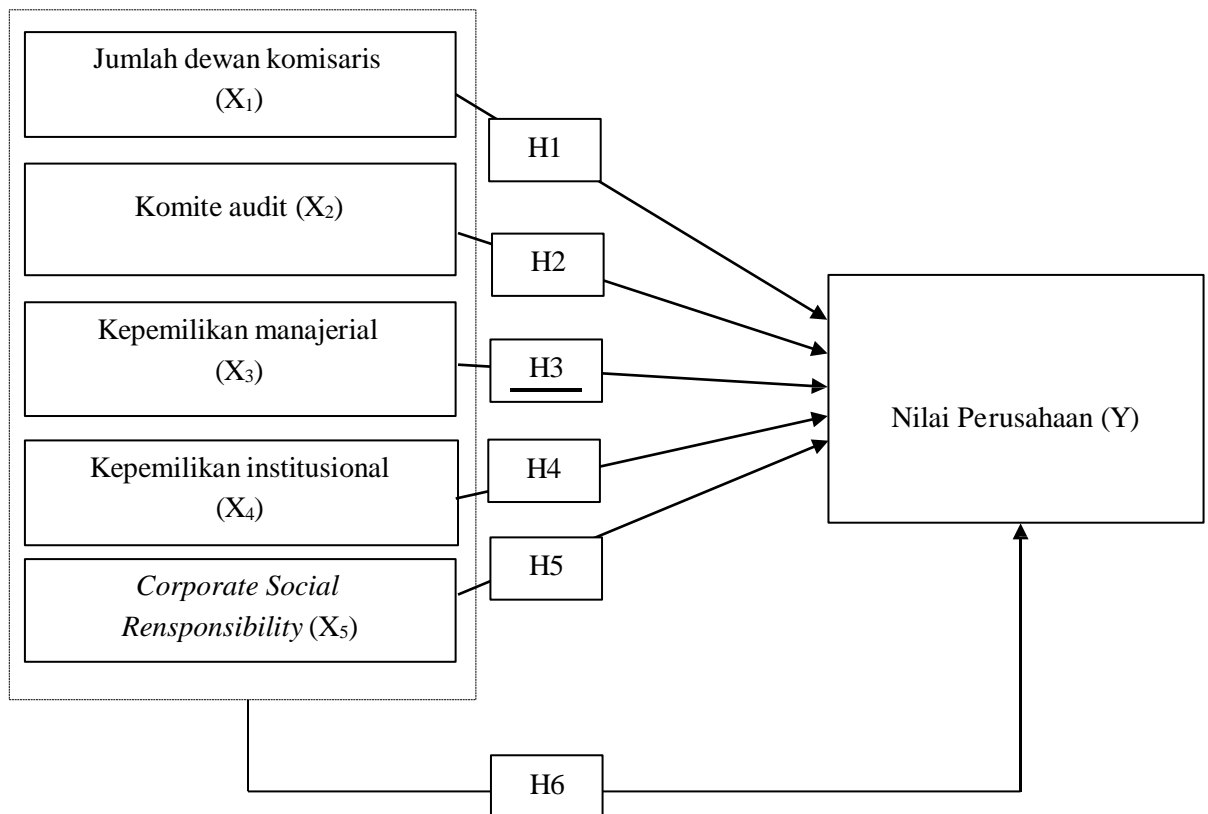 Jumlah dewan komisaris
(X₁)
H1
Komite audit (X₂)
H2
Kepemilikan manajerial
(X₃)
H3
Nilai Perusahaan (Y)
Kepemilikan institusional
(X₄)
H4
Corporate Social
Rensponsibility (X₅)
H5
H6